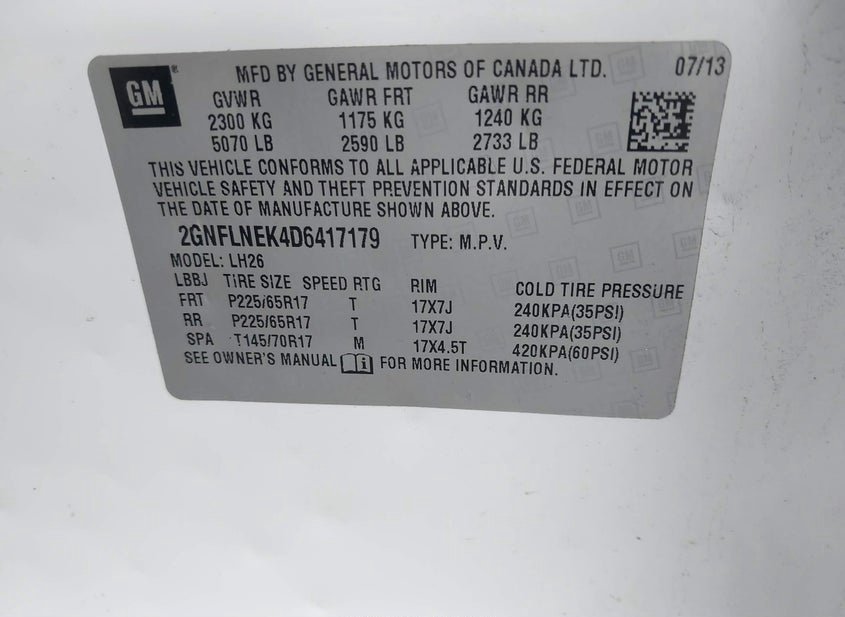 GM® MFD BY GENERAL MOTORS OF CANADA LTD. 07/13
GVWR GAWR FRT GAWR RR
2300 KG 1175 KG 1240 KG
5070 LB 2590 LB 2733 LB
THIS VEHICLE CONFORMS TO ALL APPLICABLE U.S. FEDERAL MOTOR
VEHICLE SAFETY AND THEFT PREVENTION STANDARDS IN EFFECT ON
THE DATE OF MANUFACTURE SHOWN ABOVE.
2GNFLNEK4D6417179 TYPE: M.P.V.
MODEL: LH26
LBBJ TIRE SIZE SPEED RTG RIM COLD TIRE PRESSURE
FRT P225/65R17 T 17X7J 240KPA(35PSI)
RR P225/65R17 T 17X7J 240KPA(35PSI)
SPA T145/70R17 M 17X4.5T 420KPA(60PSI)
SEE OWNER'S MANUAL FOR MORE INFORMATION.